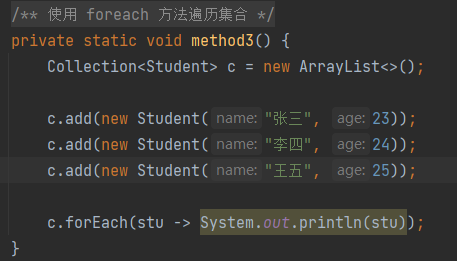 /** 使用 foreach 方法遍历集合 */
private static void method3() {
Collection<Student> c = new ArrayList<>();
c.add(new Student( name: "张三", age: 23));
c.add(new Student( name: "李四", age: 24));
c.add(new Student( name: "王五", age: 25));
c.forEach(stu -> System.out.println(stu));
}